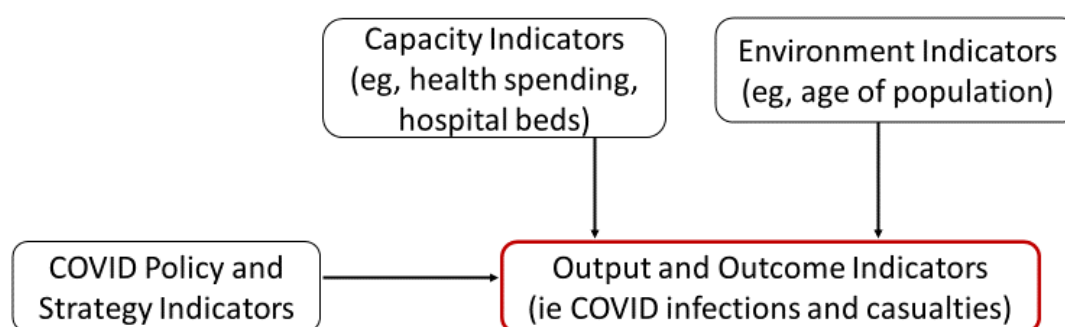 Capacity Indicators
(eg, health spending,
hospital beds)
Environment Indicators
(eg, age of population)
COVID Policy and
Strategy Indicators
Output and Outcome Indicators
(ie COVID infections and casualties)